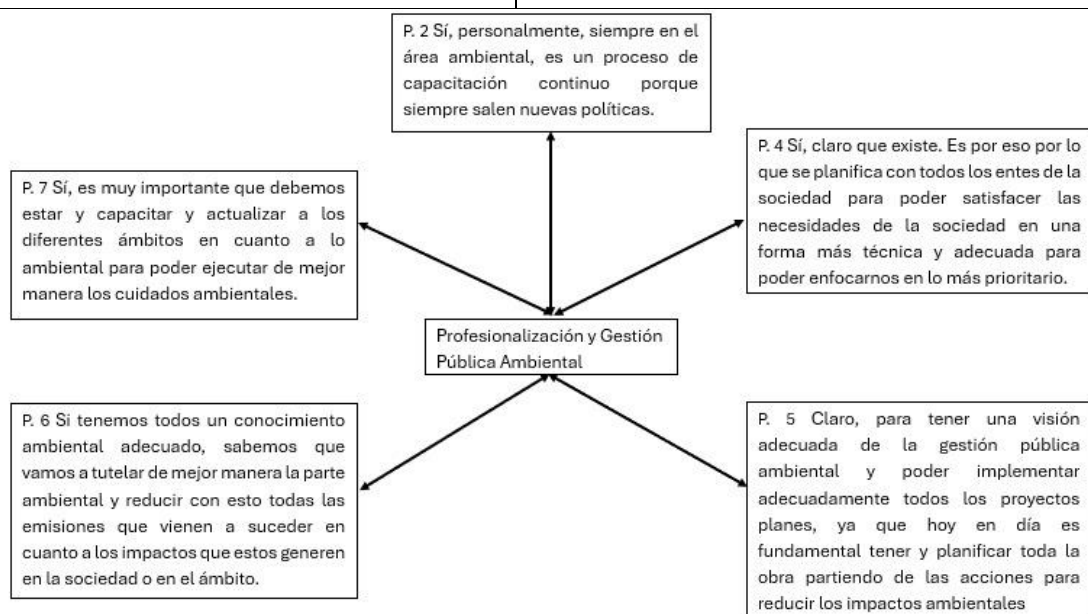 P. 2 Sí, personalmente, siempre en el
área ambiental, es un proceso de
capacitación continuo porque
siempre salen nuevas políticas.
P. 4 Sí, claro que existe. Es por eso por lo
que se planifica con todos los entes de la
sociedad para poder satisfacer las
necesidades de la sociedad en una
forma más técnica y adecuada para
poder enfocarnos en lo más prioritario.
P. 7 Sí, es muy importante que debemos
estar y capacitar y actualizar a los
diferentes ámbitos en cuanto a lo
ambiental para poder ejecutar de mejor
manera los cuidados ambientales.
Profesionalización y Gestión
Pública Ambiental
P. 6 Si tenemos todos un conocimiento
ambiental adecuado, sabemos que
vamos a tutelar de mejor manera la parte
ambiental y reducir con esto todas las
emisiones que vienen a suceder en
cuanto a los impactos que estos generen
en la sociedad o en el ámbito.
P. 5 Claro, para tener una visión
adecuada de la gestión pública
ambiental y poder implementar
adecuadamente todos los proyectos
planes, ya que hoy en día es
fundamental tener y planificar toda la
obra partiendo de las acciones para
reducir los impactos ambientales